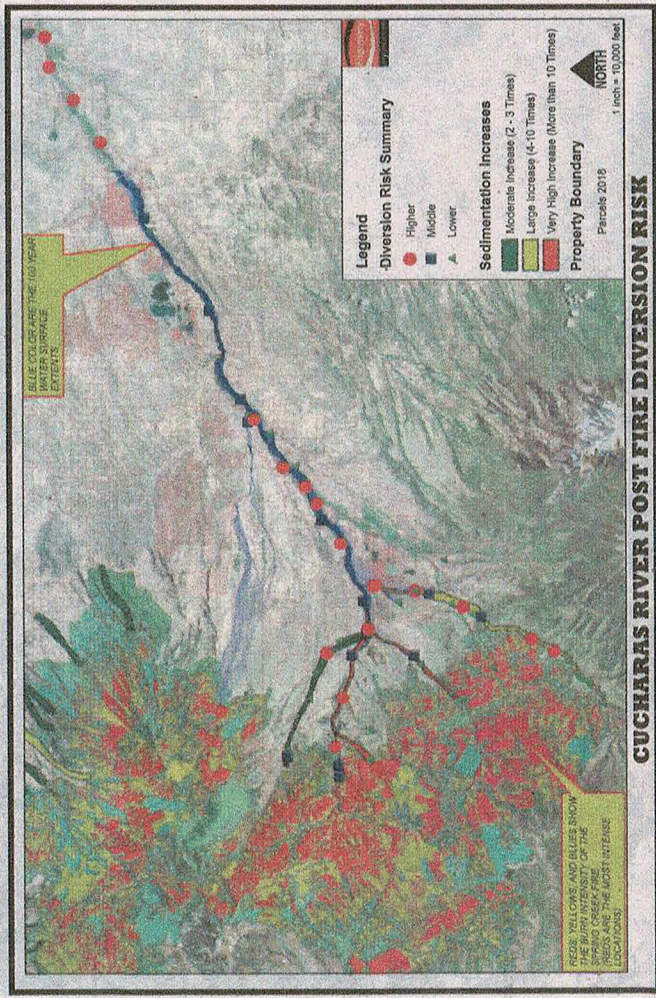 BLUE COLOR ARE THE 100 YEAR
WATER SURFACE
EXTENTS
Legend
Diversion Risk Summary
Higher
Middle
Lower
Sedimentation Increases
Moderate Increase (2 - 3 Times)
Large Increase (4-10 Times)
Very High Increase (More than 10 Times)
Property Boundary
Parcels 2018
NORTH
1 inch = 10,000 feet
REDS, YELLOWS, AND BLUES SHOW
THE BURN INTENSITY OF THE
SPRING CREEK FIRE
(REDS ARE THE MOST INTENSE
LOCATIONS)
CUCHARAS RIVER POST FIRE DIVERSION RISK